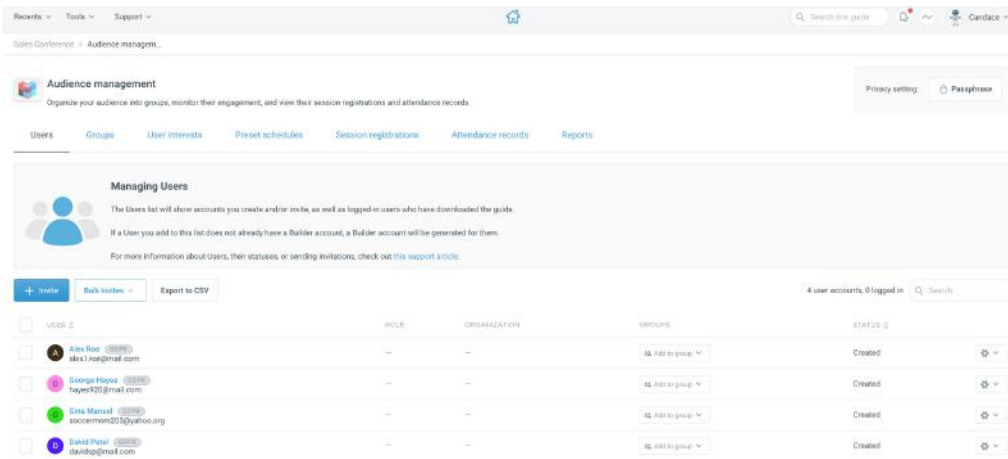 Recents Tools Support Search this guide Candace
Sales Conference Audience managem...
Audience management
Organize your audience into groups, monitor their engagement, and view their session registrations and attendance records.
Privacy setting: Passphrase
Users Groups User interests Preset schedules Session registrations Attendance records Reports
Managing Users
The Users list will show accounts you create and/or invite, as well as logged-in users who have downloaded the guide.
If a User you add to this list does not already have a Builder account, a Builder account will be generated for them.
For more information about Users, their statuses, or sending invitations, check out this support article.
+ Invite Bulk Invites Export to CSV 4 user accounts, 0 logged in Search
USER ROLE ORGANIZATION GROUPS STATUS
A Alex Roe GDPR — — Add to group Created
alex.l.roe@mail.com
G George Hayes GDPR — — Add to group Created
hayes920@mail.com
G Gina Manuel GDPR — — Add to group Created
soccermom203@yahoo.org
D David Patel GDPR — — Add to group Created
davidsp@mail.com